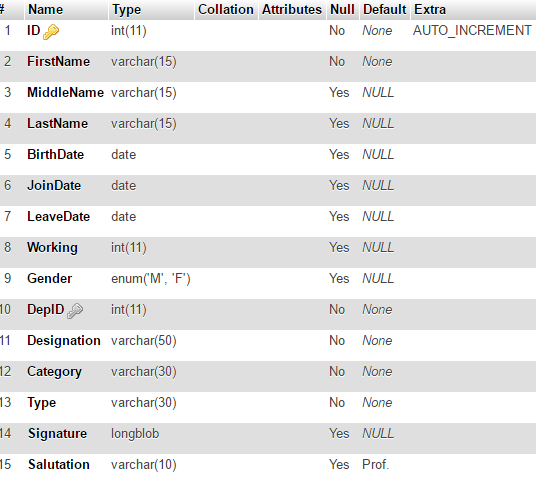 # Name Type Collation Attributes Null Default Extra
1 ID int(11) No None AUTO_INCREMENT
2 FirstName varchar(15) No None
3 MiddleName varchar(15) Yes NULL
4 LastName varchar(15) Yes NULL
5 BirthDate date Yes NULL
6 JoinDate date Yes NULL
7 LeaveDate date Yes NULL
8 Working int(11) Yes NULL
9 Gender enum('M', 'F') Yes NULL
10 DepID int(11) No None
11 Designation varchar(50) No None
12 Category varchar(30) No None
13 Type varchar(30) No None
14 Signature longblob Yes NULL
15 Salutation varchar(10) Yes Prof.